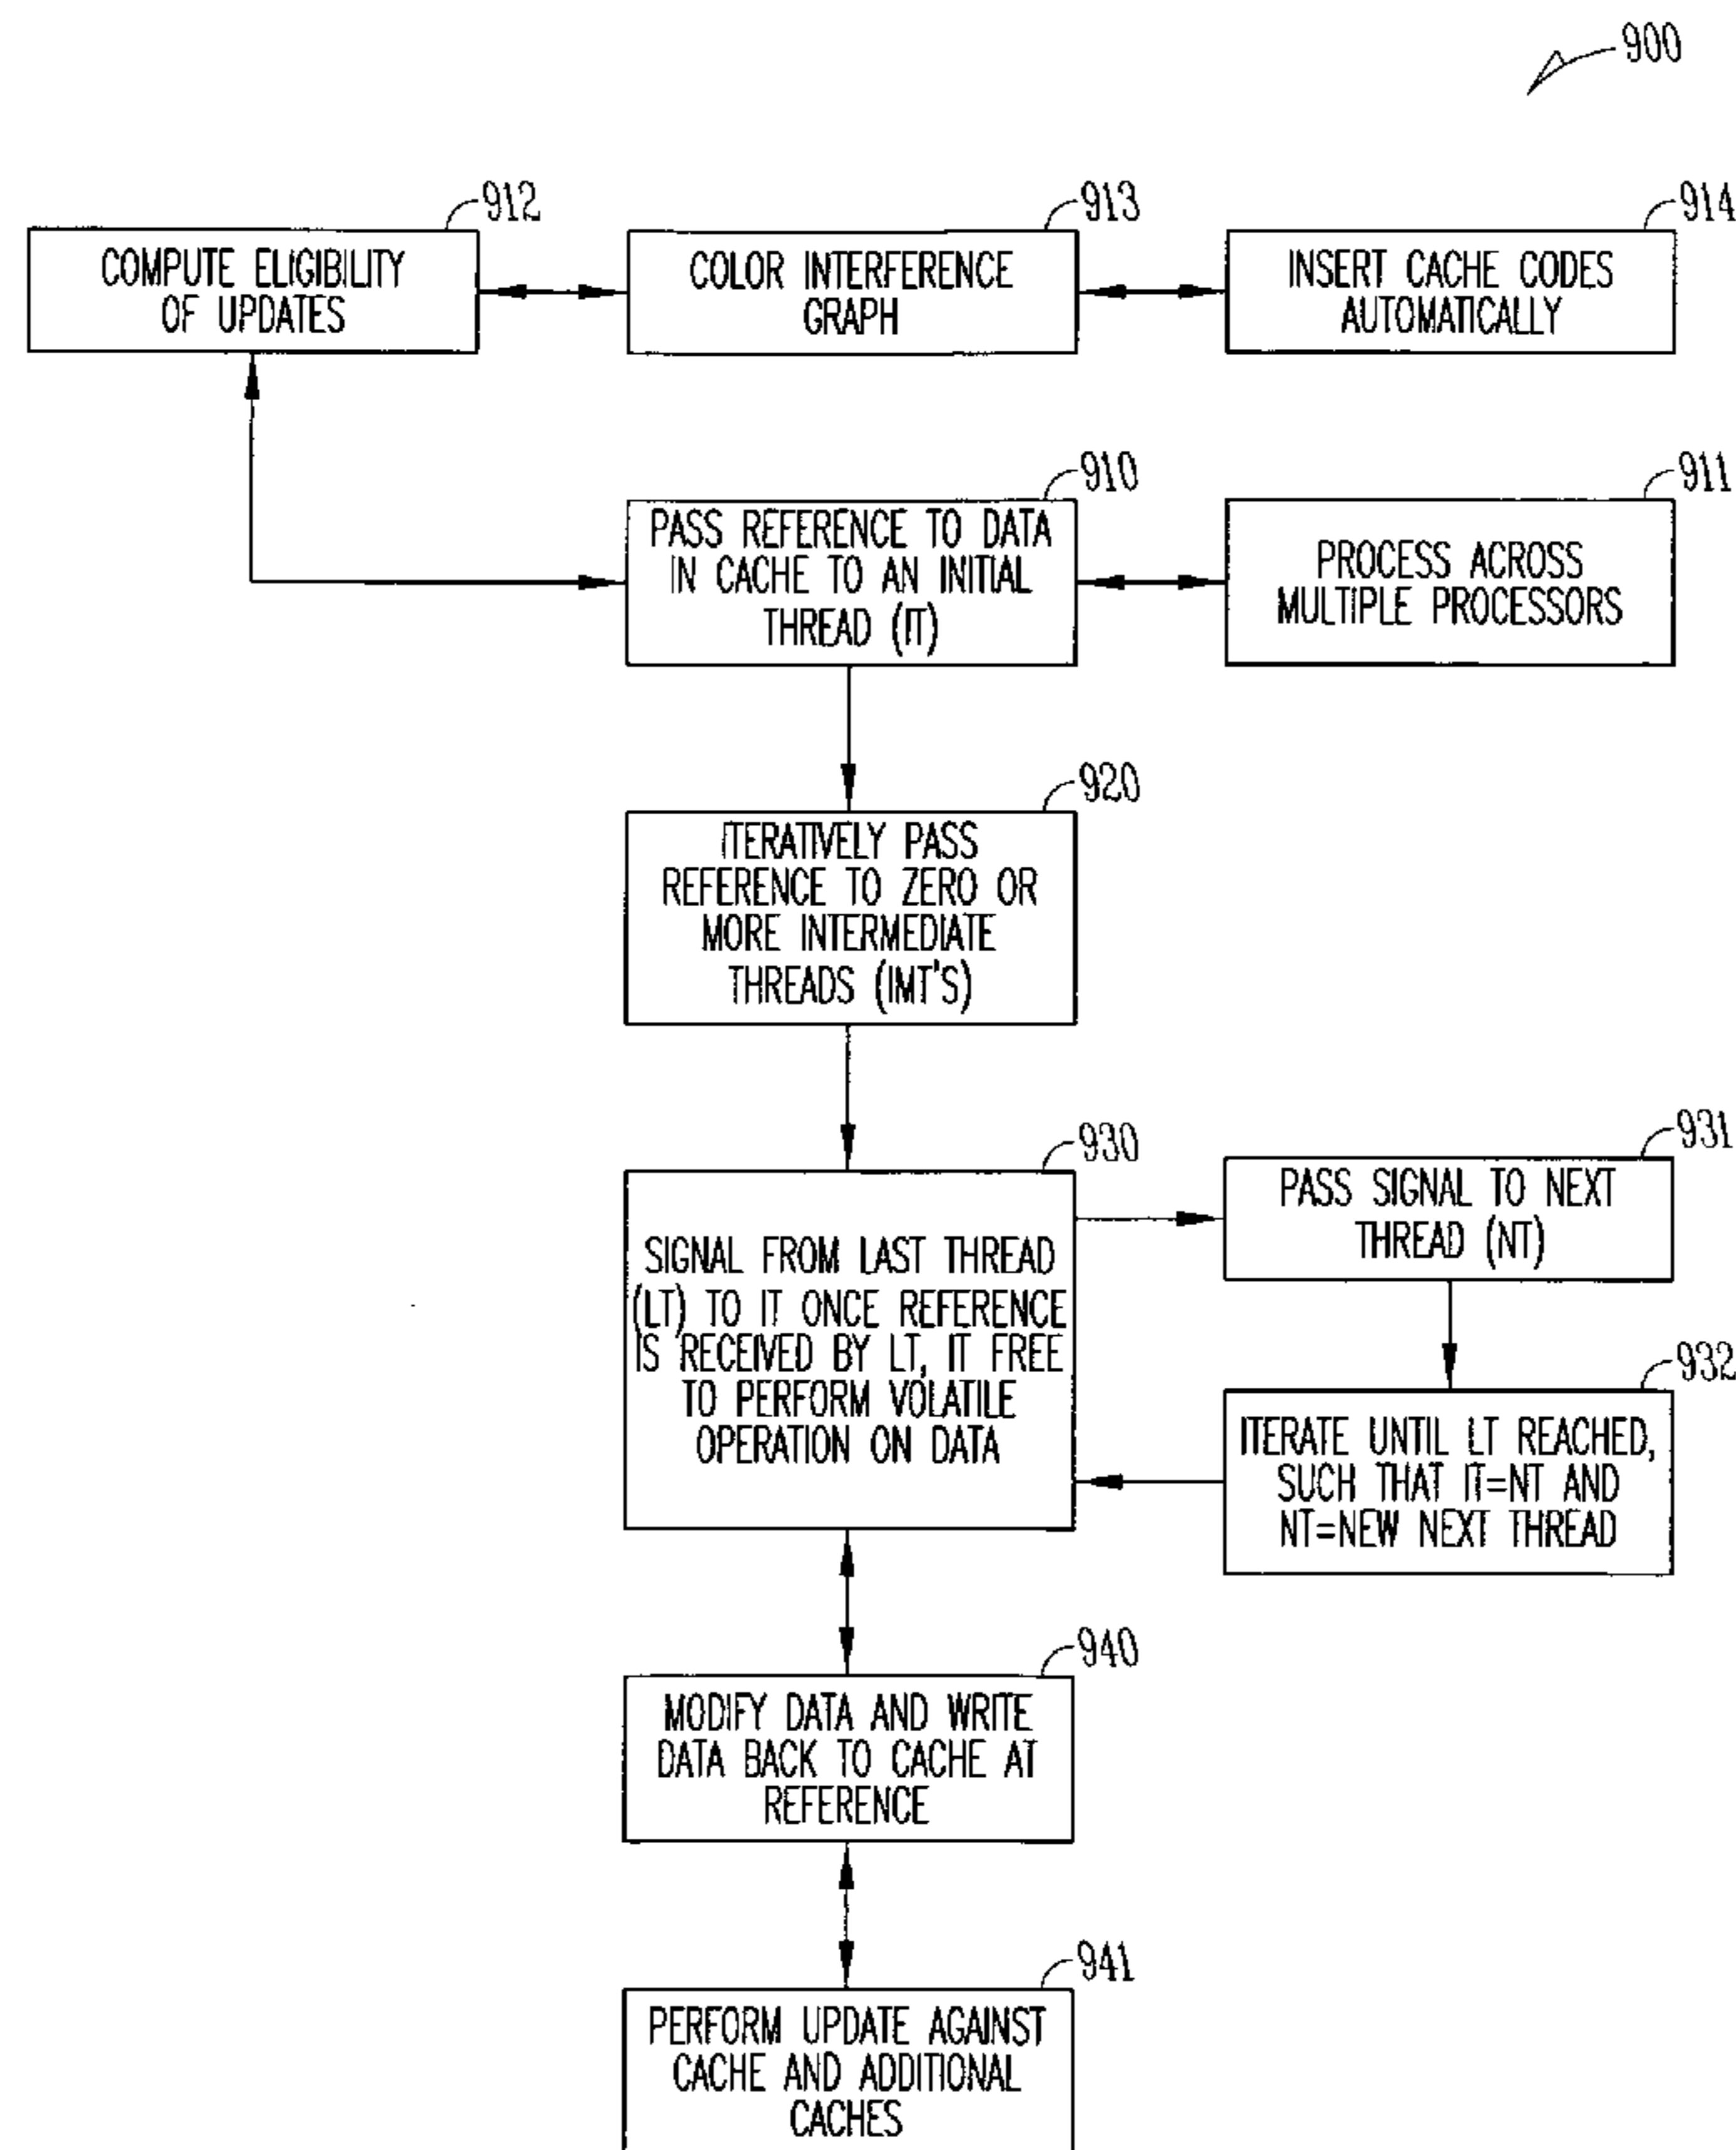 900
912
COMPUTE ELIGIBILITY
OF UPDATES
913
COLOR INTERFERENCE
GRAPH
914
INSERT CACHE CODES
AUTOMATICALLY
910
PASS REFERENCE TO DATA
IN CACHE TO AN INITIAL
THREAD (IT)
911
PROCESS ACROSS
MULTIPLE PROCESSORS
920
ITERATIVELY PASS
REFERENCE TO ZERO OR
MORE INTERMEDIATE
THREADS (IMT'S)
930
SIGNAL FROM LAST THREAD
(LT) TO IT ONCE REFERENCE
IS RECEIVED BY LT, IT FREE
TO PERFORM VOLATILE
OPERATION ON DATA
931
PASS SIGNAL TO NEXT
THREAD (NT)
932
ITERATE UNTIL LT REACHED,
SUCH THAT IT=NT AND
NT=NEW NEXT THREAD
940
MODIFY DATA AND WRITE
DATA BACK TO CACHE AT
REFERENCE
941
PERFORM UPDATE AGAINST
CACHE AND ADDITIONAL
CACHES